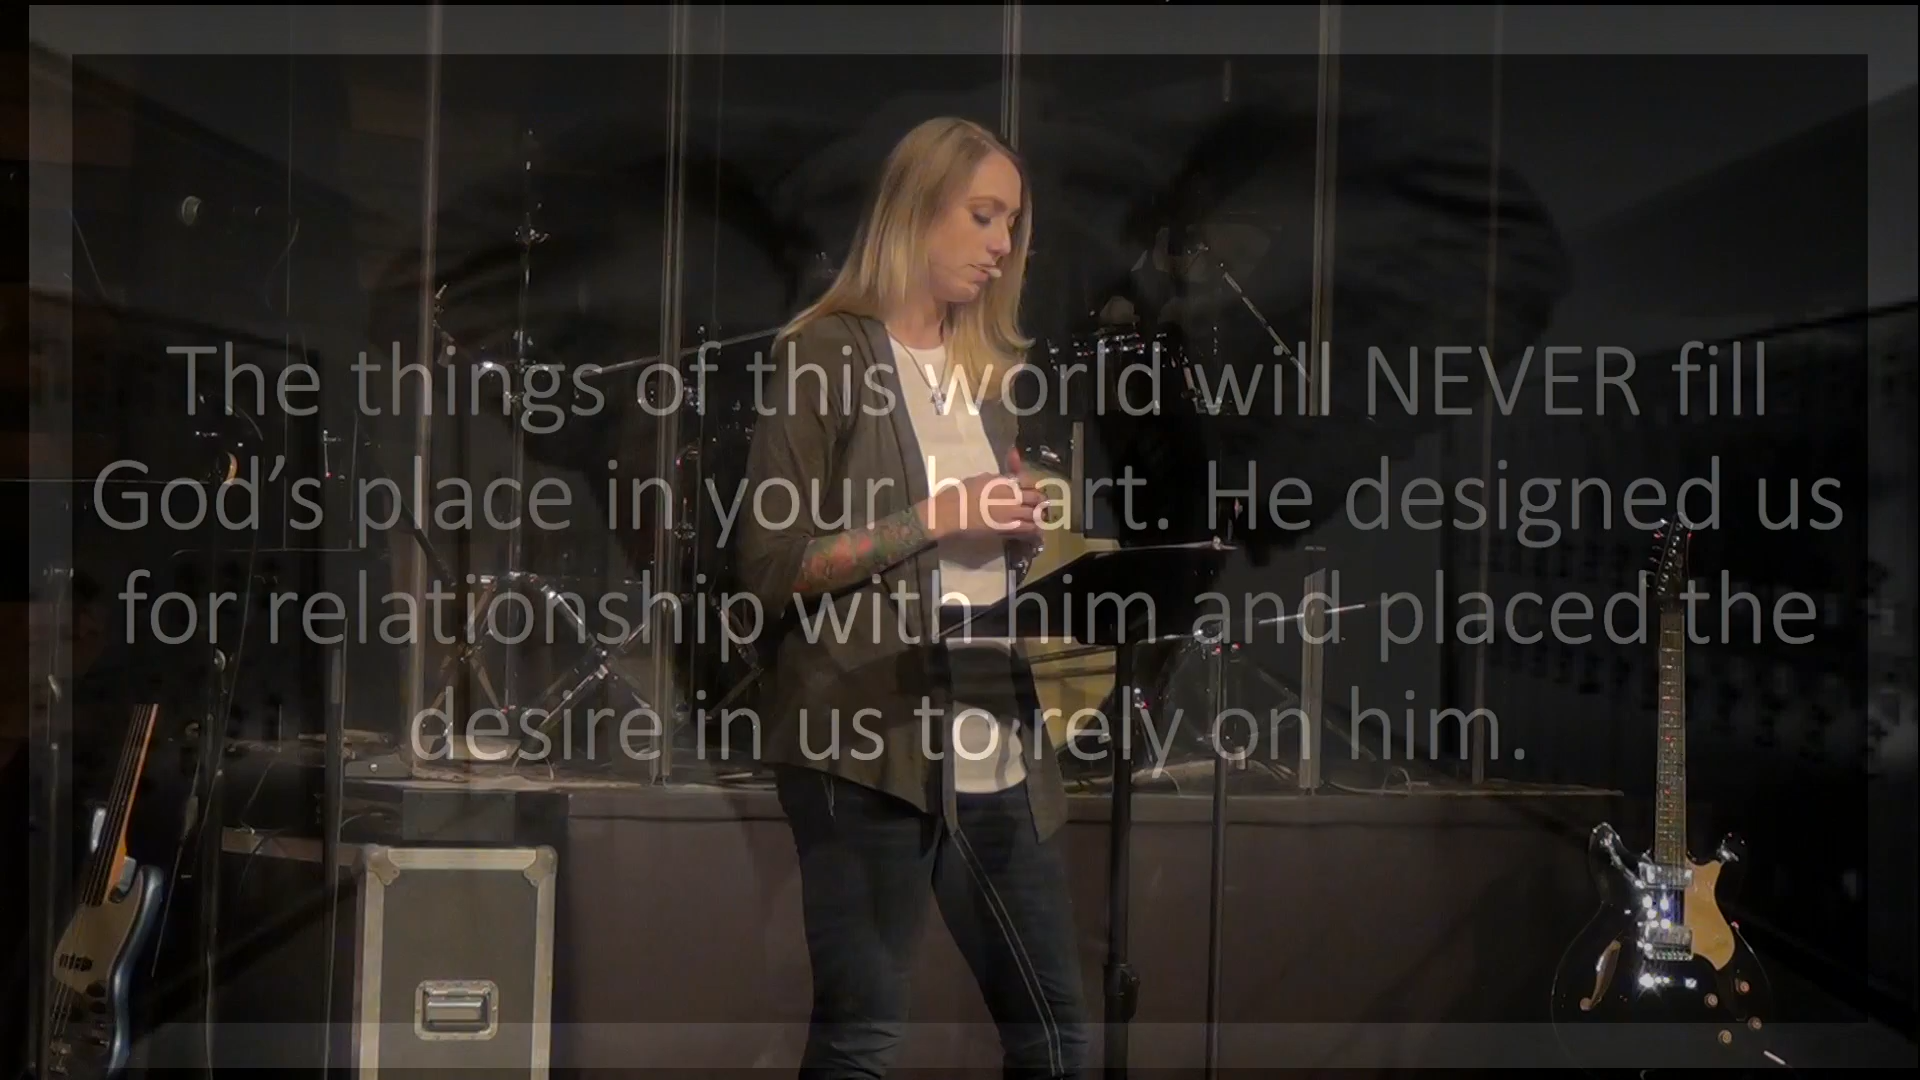 The things of this world will NEVER fill
God’s place in your heart. He designed us
for relationship with him and placed the
desire in us to rely on him.